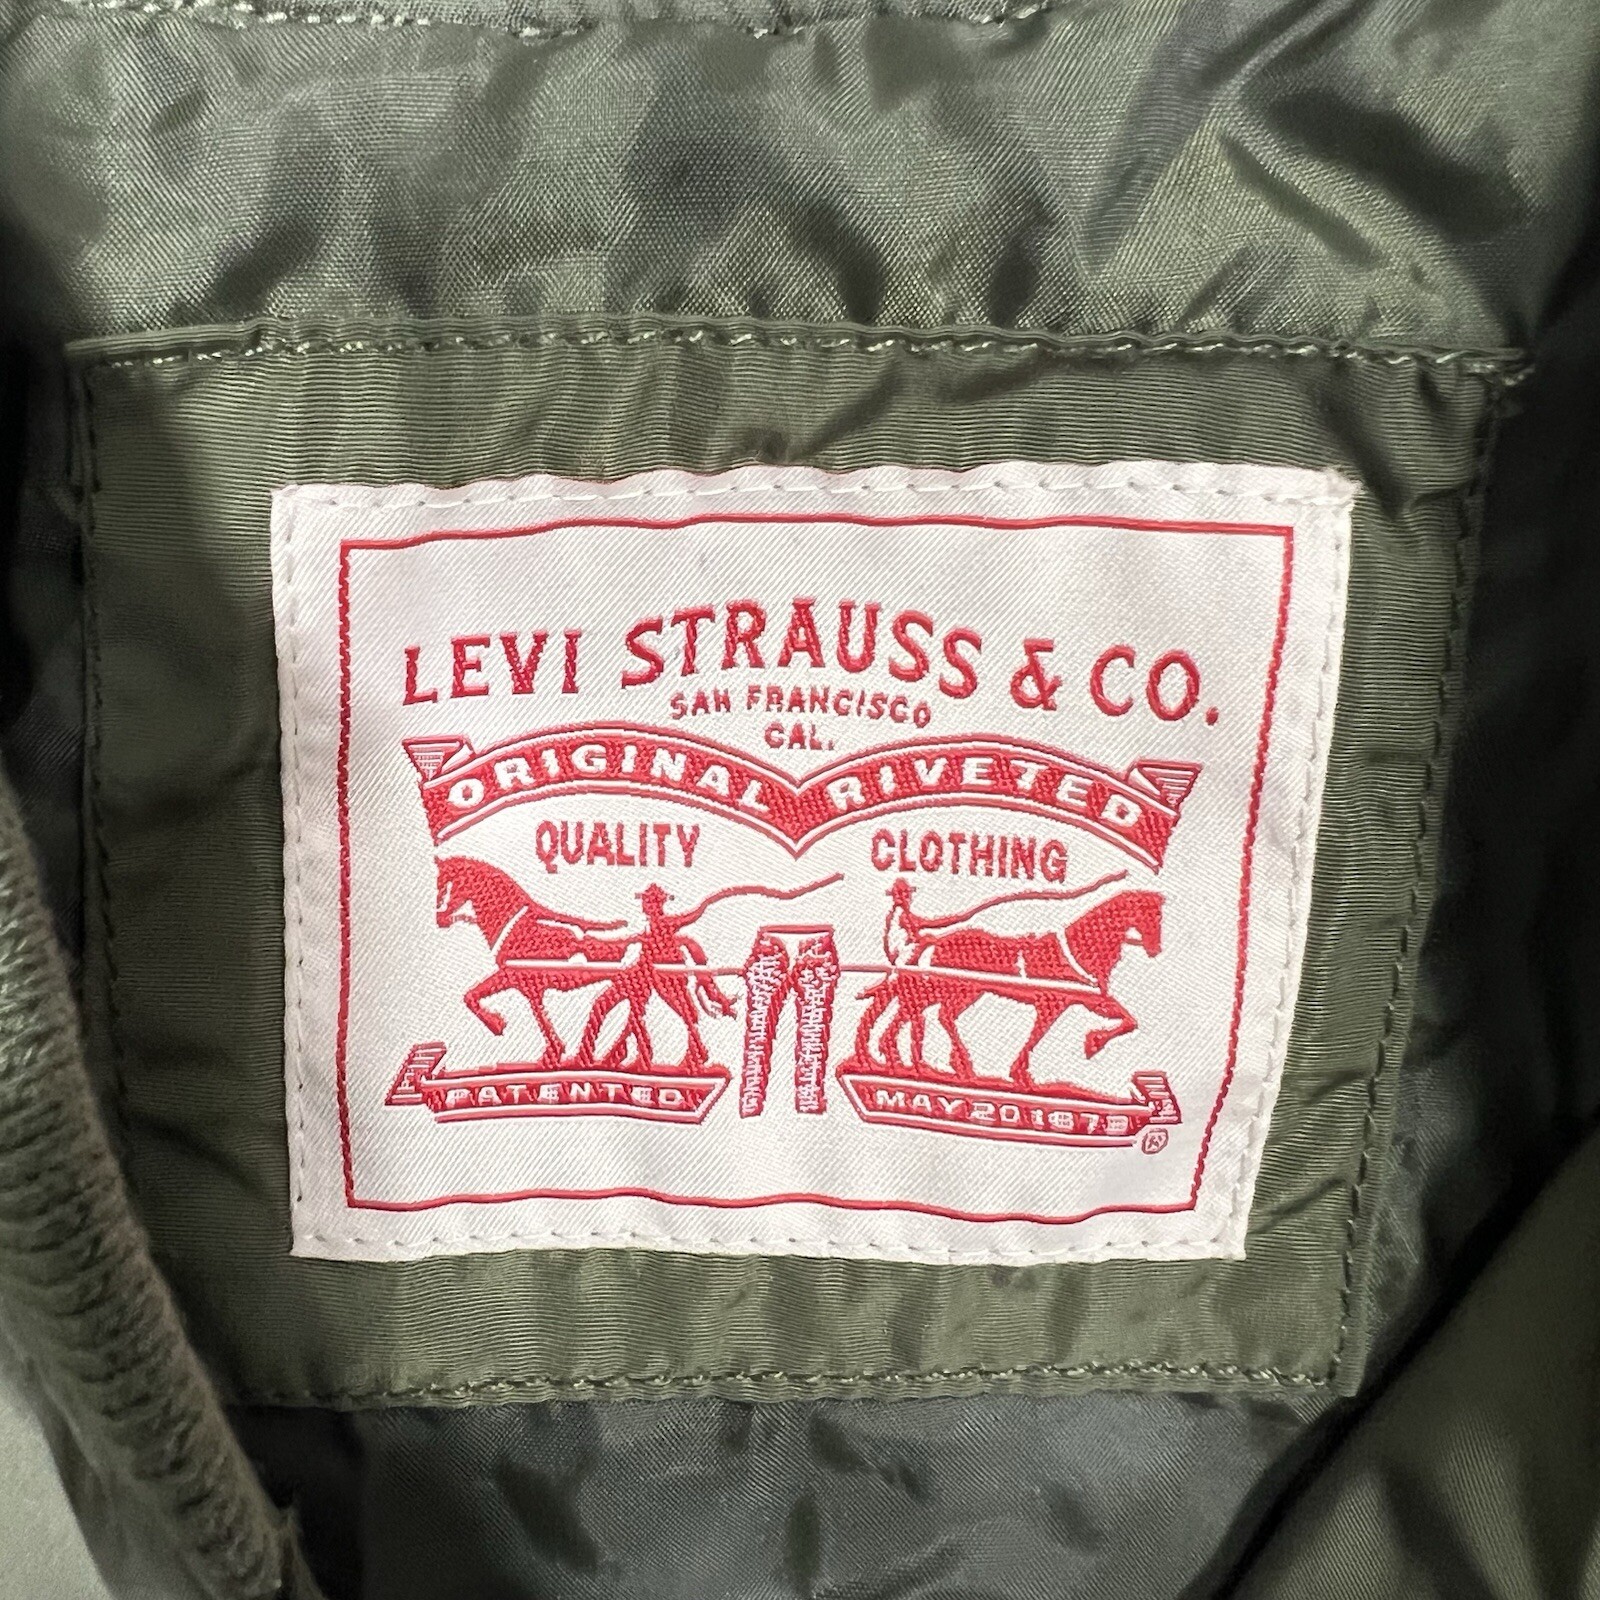 LEVI STRAUSS & CO.
SAN FRANCISCO
CAL.
ORIGINAL RIVETED
QUALITY CLOTHING
PATENTED MAY 20 1873
®